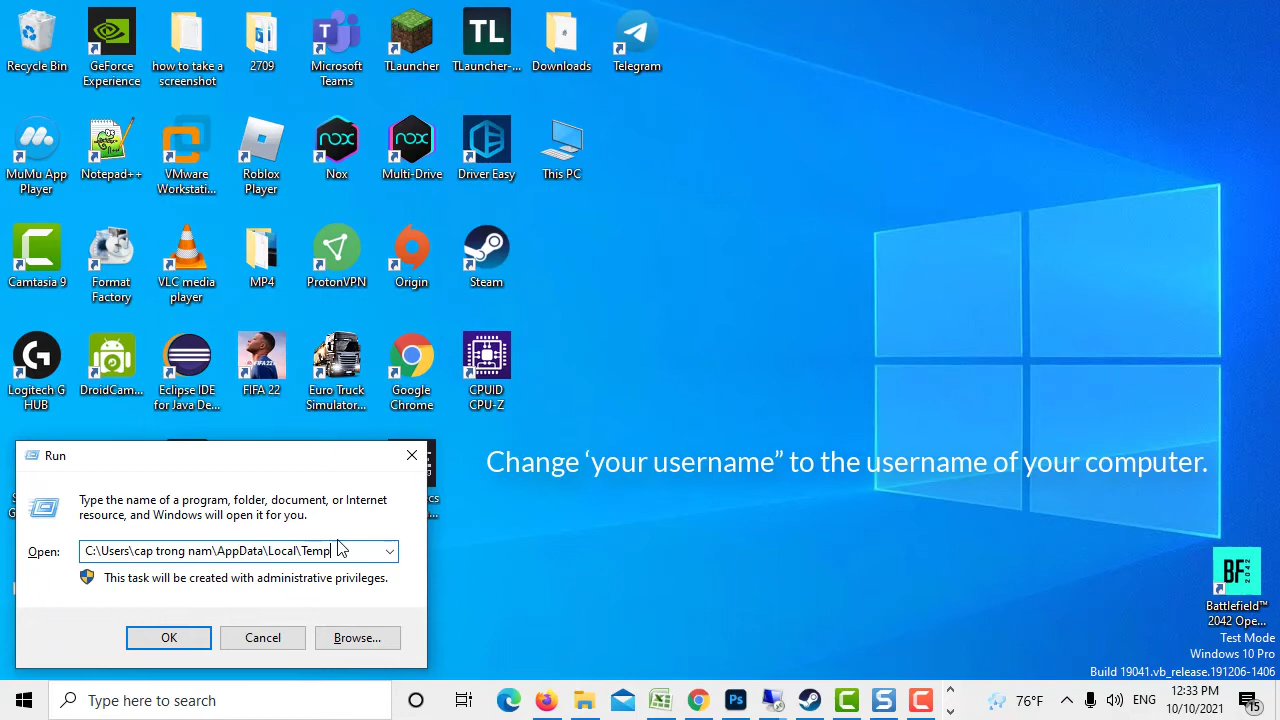 Recycle Bin
GeForce
Experience
how to take a
screenshot
2709
Microsoft
Teams
TLauncher
TL
TLauncher-...
Downloads
Telegram
MuMu App
Player
Notepad++
VMware
Workstati...
Roblox
Player
nox
Nox
nox
Multi-Drive
Driver Easy
This PC
Camtasia 9
Format
Factory
VLC media
player
MP4
ProtonVPN
Origin
Steam
Logitech G
HUB
DroidCam...
Eclipse IDE
for Java De...
FIFA 22
Euro Truck
Simulator...
Google
Chrome
CPUID
CPU-Z
Run
Type the name of a program, folder, document, or Internet
resource, and Windows will open it for you.
Open:
C:\Users\cap trong nam\AppData\Local\Temp
This task will be created with administrative privileges.
OK
Cancel
Browse...
Change ‘your username” to the username of your computer.
BF
2042
Battlefield™
2042 Ope...
Test Mode
Windows 10 Pro
Build 19041.vb_release.191206-1406
Type here to search
76°F
ENG
12:33 PM
10/10/2021
15